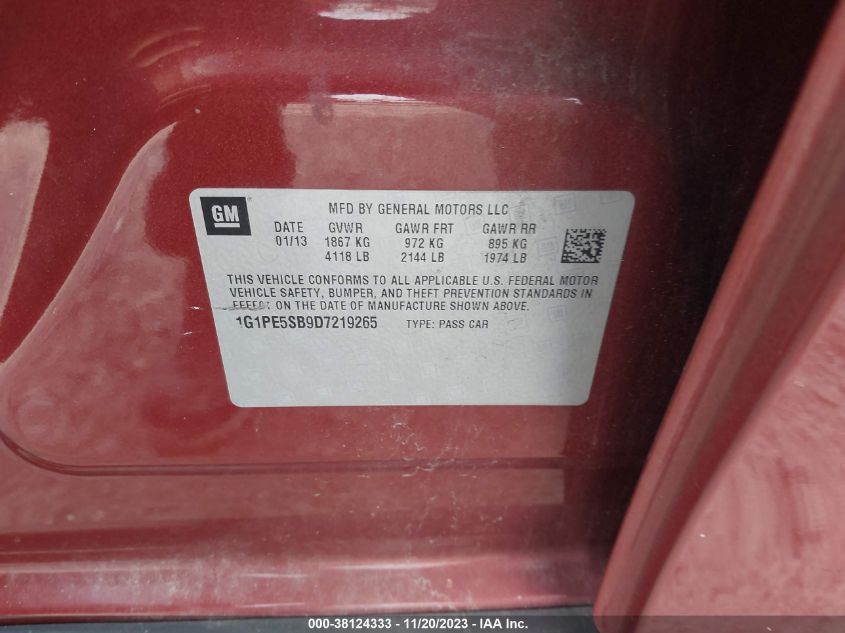 GM
MFD BY GENERAL MOTORS LLC
DATE GVWR GAWR FRT GAWR RR
01/13 1867 KG 972 KG 895 KG
4118 LB 2144 LB 1974 LB
THIS VEHICLE CONFORMS TO ALL APPLICABLE U.S. FEDERAL MOTOR
VEHICLE SAFETY, BUMPER, AND THEFT PREVENTION STANDARDS IN
EFFECT ON THE DATE OF MANUFACTURE SHOWN ABOVE.
1G1PE5SB9D7219265 TYPE: PASS CAR
000-38124333 - 11/20/2023 - IAA Inc.